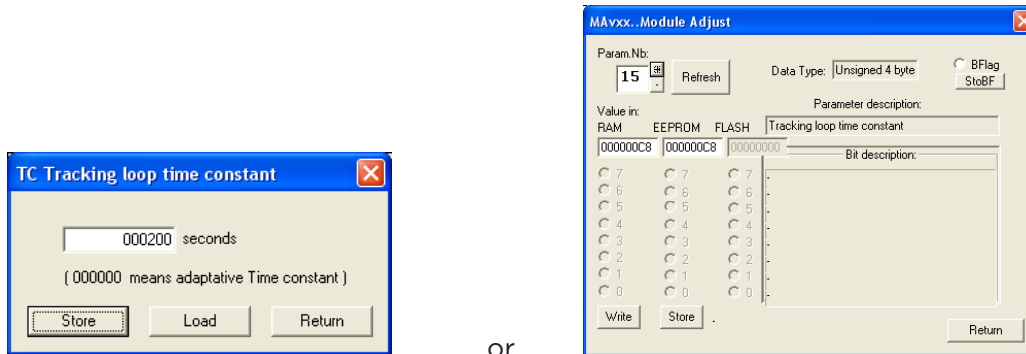 TC Tracking loop time constant
000200 seconds
( 000000 means adaptative Time constant )
Store Load Return
or
MAvxx..Module Adjust
Param.Nb:
15 Refresh Data Type: Unsigned 4 byte BFlag
StoBF
Parameter description:
Value in:
RAM EEPROM FLASH Tracking loop time constant
000000C8 000000C8 00000000
Bit description:
7 7 7 -
6 6 6 -
5 5 5 -
4 4 4 -
3 3 3 -
2 2 2 -
1 1 1 -
0 0 0 -
Write Store -
Return